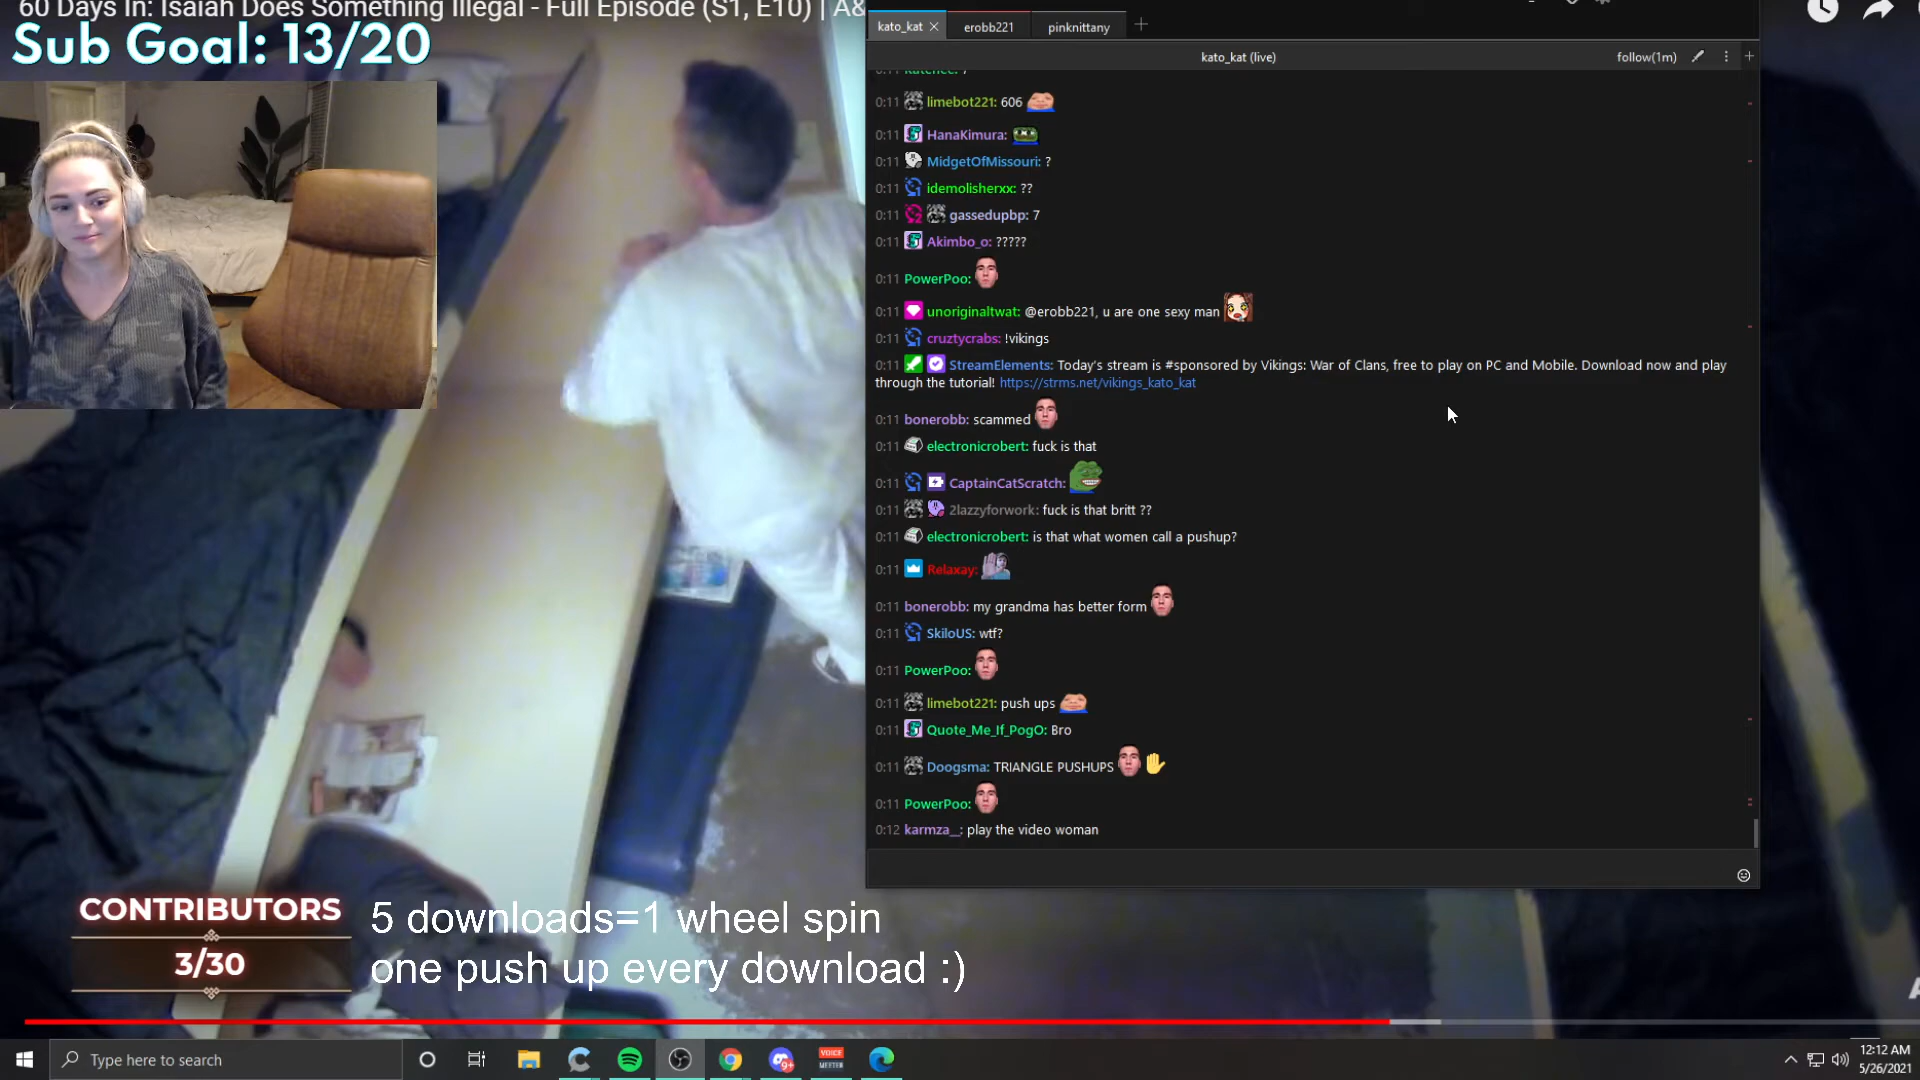 60 Days In: Isaiah Does Something Illegal - Full Episode (S1, E10) | A&
Sub Goal: 13/20
kato_kat
erobb221
pinknittany
kato_kat (live)
follow(1m)
0:11 limebot221: 606
0:11 HanaKimura:
0:11 MidgetOfMissouri: ?
0:11 idemolisherxx: ??
0:11 gassedupbp: 7
0:11 Akimbo_o: ?????
0:11 PowerPoo:
0:11 unoriginaltwat: @erobb221, u are one sexy man
0:11 cruztycrabs: !vikings
0:11 StreamElements: Today's stream is #sponsored by Vikings: War of Clans, free to play on PC and Mobile. Download now and play
through the tutorial! https://strms.net/vikings_kato_kat
0:11 bonerobb: scammed
0:11 electronicrobert: fuck is that
0:11 CaptainCatScratch:
0:11 2lazzyforwork: fuck is that britt ??
0:11 electronicrobert: is that what women call a pushup?
0:11 Relaxay:
0:11 bonerobb: my grandma has better form
0:11 SkiloUS: wtf?
0:11 PowerPoo:
0:11 limebot221: push ups
0:11 Quote_Me_If_PogO: Bro
0:11 Doogsma: TRIANGLE PUSHUPS
0:11 PowerPoo:
0:12 karmza__: play the video woman
CONTRIBUTORS
3/30
5 downloads=1 wheel spin
one push up every download :)
Type here to search
9+
VOICE
MEETER
12:12 AM
5/26/2021